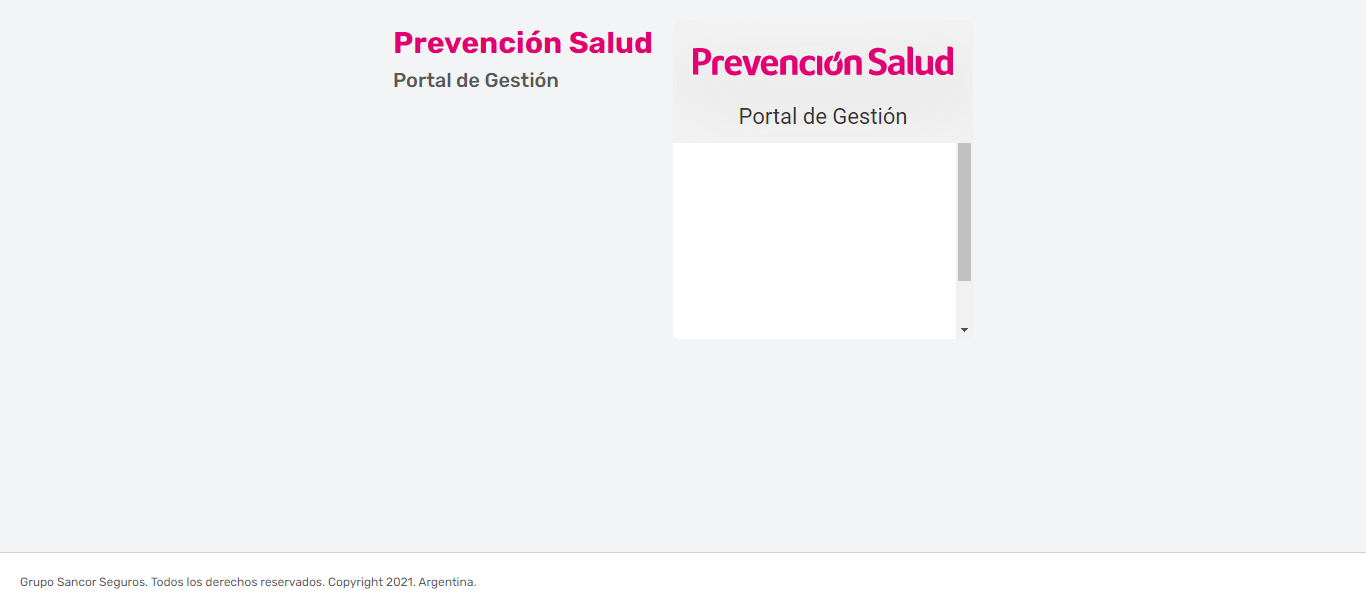 Prevención Salud
Portal de Gestión
Prevención Salud
Portal de Gestión
Grupo Sancor Seguros. Todos los derechos reservados. Copyright 2021. Argentina.